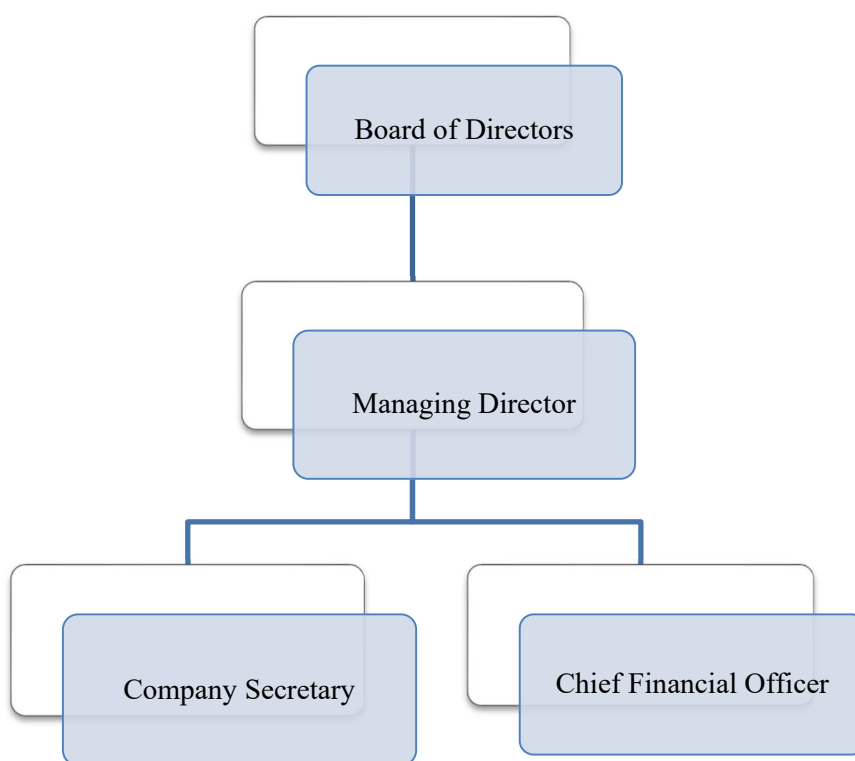 Board of Directors
Managing Director
Company Secretary
Chief Financial Officer